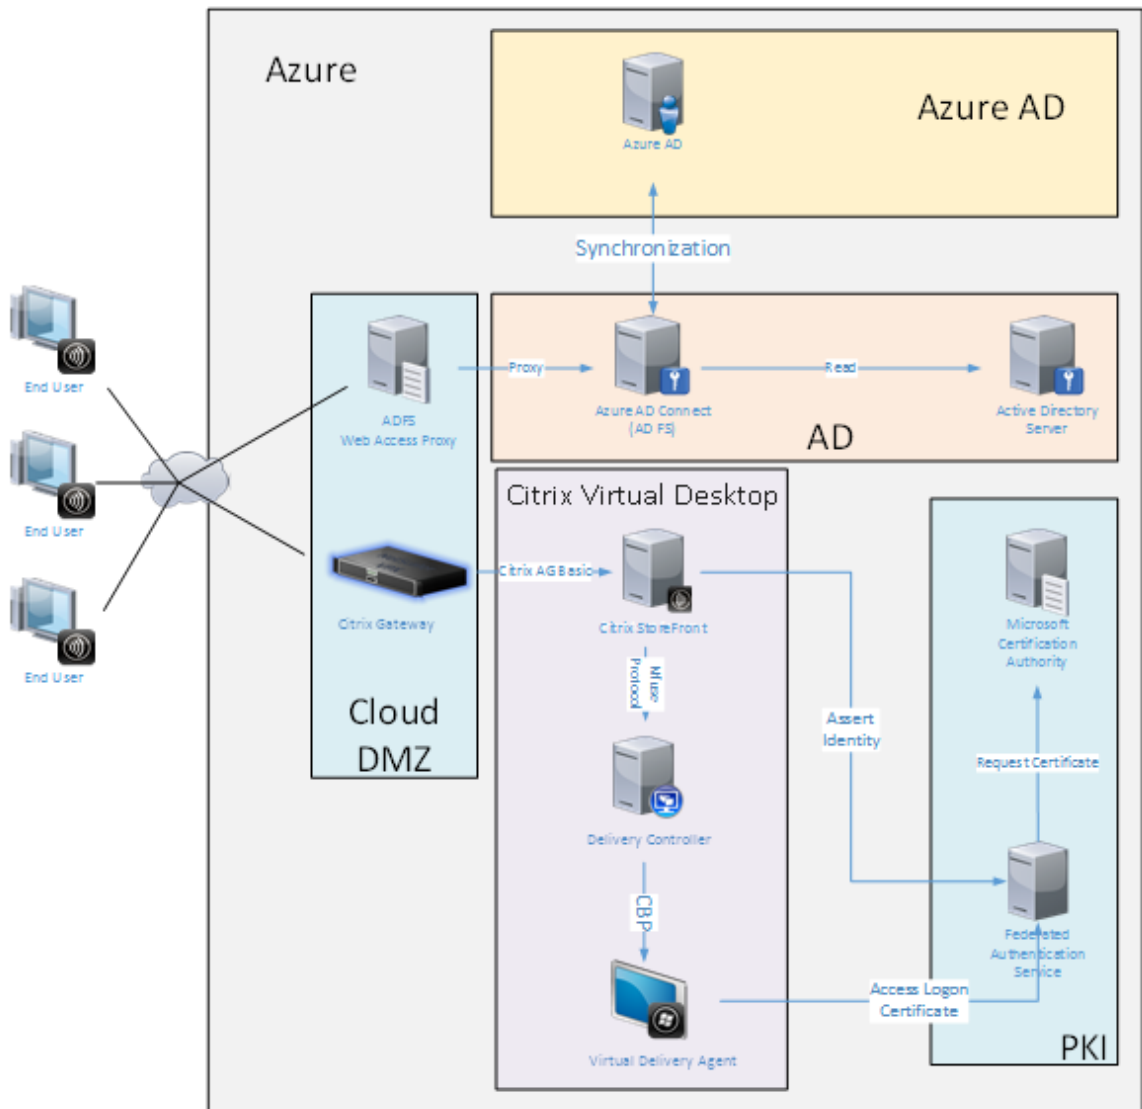 Azure
Azure AD
Azure AD
Synchronization
End User
ADFS
Web Access Proxy
Proxy
Azure AD Connect
(AD FS)
Read
Active Directory
Server
AD
End User
Citrix Virtual Desktop
Citrix Gateway
Citrix AG Basic
Citrix StoreFront
Microsoft
Certification
Authority
End User
Cloud
DMZ
Nfuse
Protocol
Assert
Identity
Request Certificate
Delivery Controller
CBP
Federated
Authentication
Service
Access Logon
Certificate
Virtual Delivery Agent
PKI